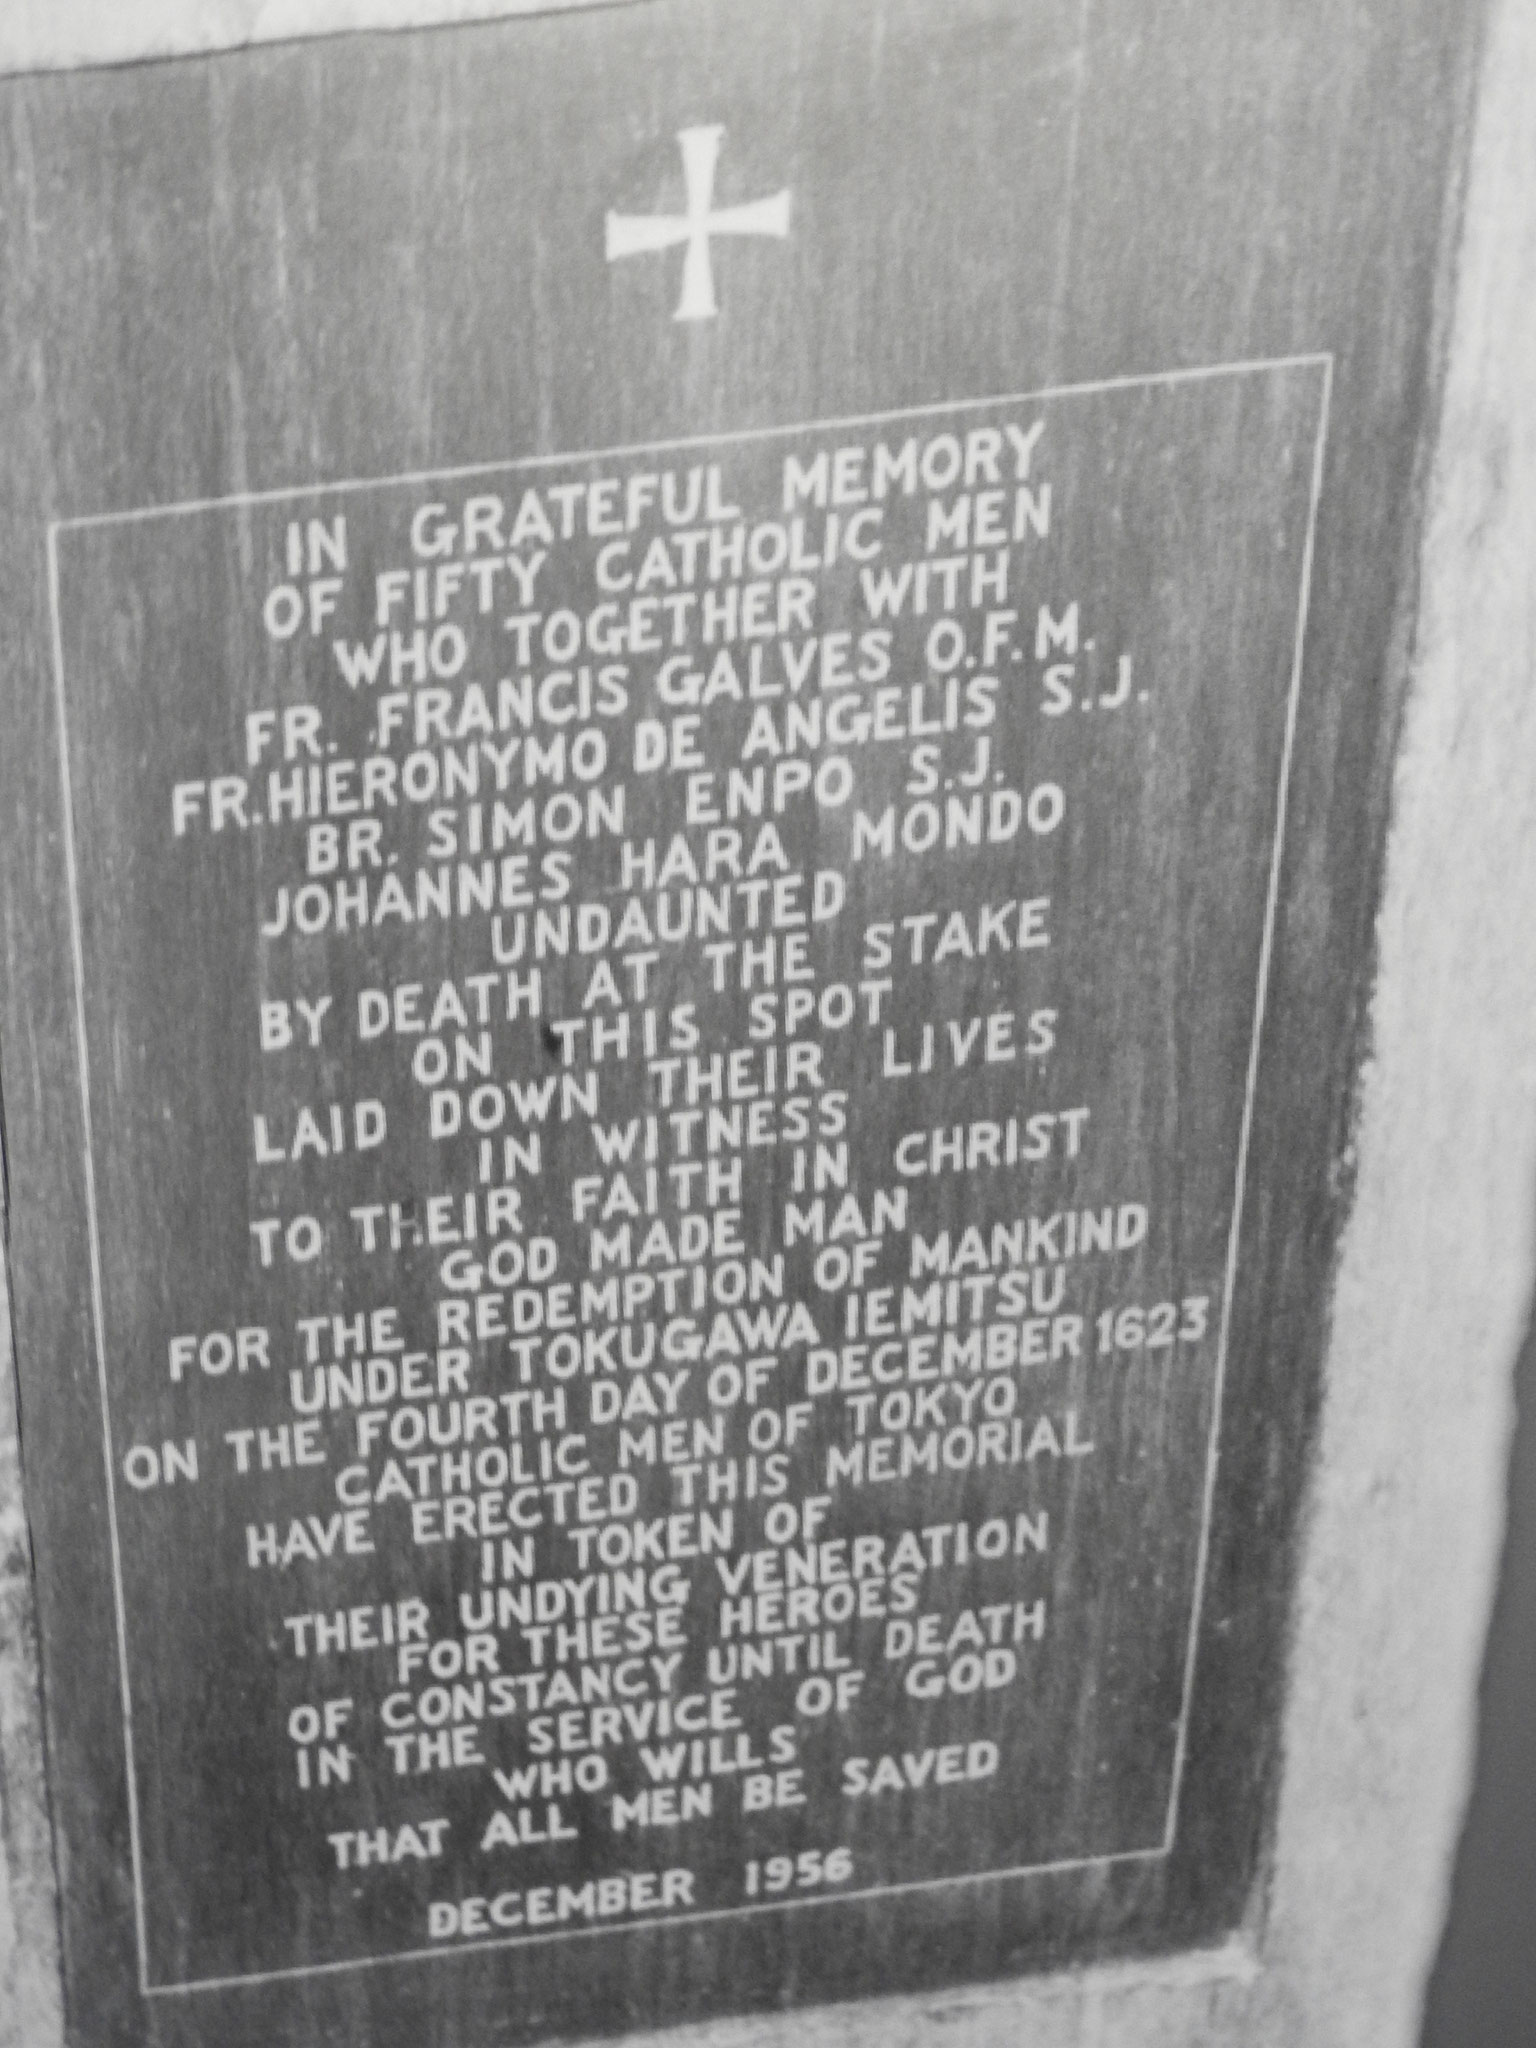 IN GRATEFUL MEMORY
OF FIFTY CATHOLIC MEN
WHO TOGETHER WITH
FR. FRANCIS GALVES O.F.M.
FR. HIERONYMO DE ANGELIS S.J.
BR. SIMON ENPO S.J.
JOHANNES HARA MONDO
UNDAUNTED
BY DEATH AT THE STAKE
ON THIS SPOT
LAID DOWN THEIR LIVES
IN WITNESS
TO THEIR FAITH IN CHRIST
GOD MADE MAN
FOR THE REDEMPTION OF MANKIND
UNDER TOKUGAWA IEMITSU
ON THE FOURTH DAY OF DECEMBER 1623
CATHOLIC MEN OF TOKYO
HAVE ERECTED THIS MEMORIAL
IN TOKEN OF
THEIR UNDYING VENERATION
FOR THESE HEROES
OF CONSTANCY UNTIL DEATH
IN THE SERVICE OF GOD
WHO WILLS
THAT ALL MEN BE SAVED
DECEMBER 1956